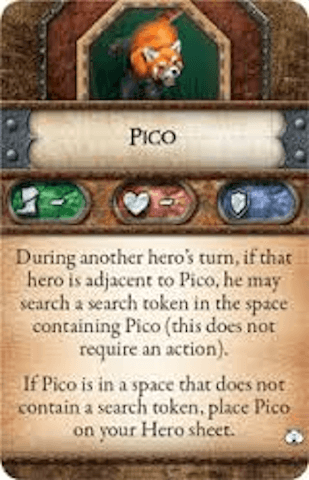 Pico
-
-
During another hero's turn, if that
hero is adjacent to Pico, he may
search a search token in the space
containing Pico (this does not
require an action).
If Pico is in a space that does not
contain a search token, place Pico
on your Hero sheet.